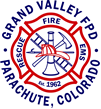 GRAND VALLEY FPD
FIRE
RESCUE
EMS
est. 1962
PARACHUTE, COLORADO